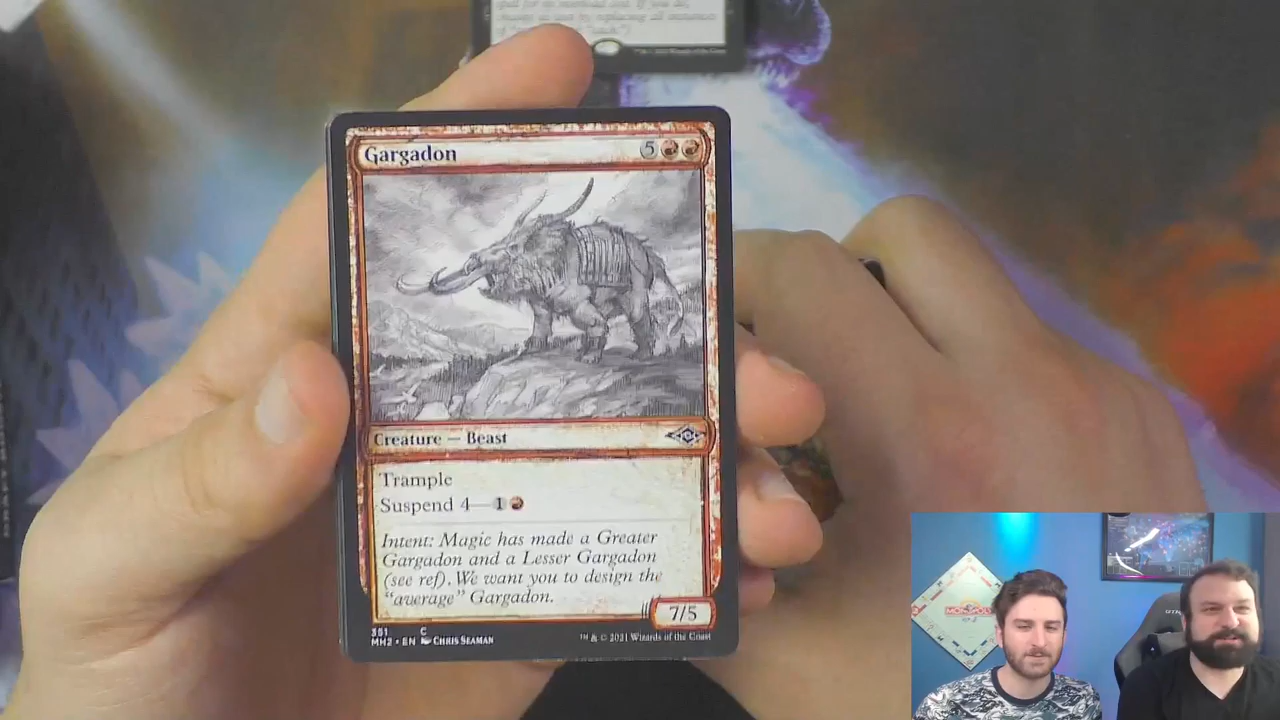 Gargadon
5
Creature — Beast
Trample
Suspend 4—1
Intent: Magic has made a Greater
Gargadon and a Lesser Gargadon
(see ref). We want you to design the
"average" Gargadon.
7/5
381 C
MH2 • EN CHRIS SEAMAN
™ & © 2021 Wizards of the Coast
MONOPOLY